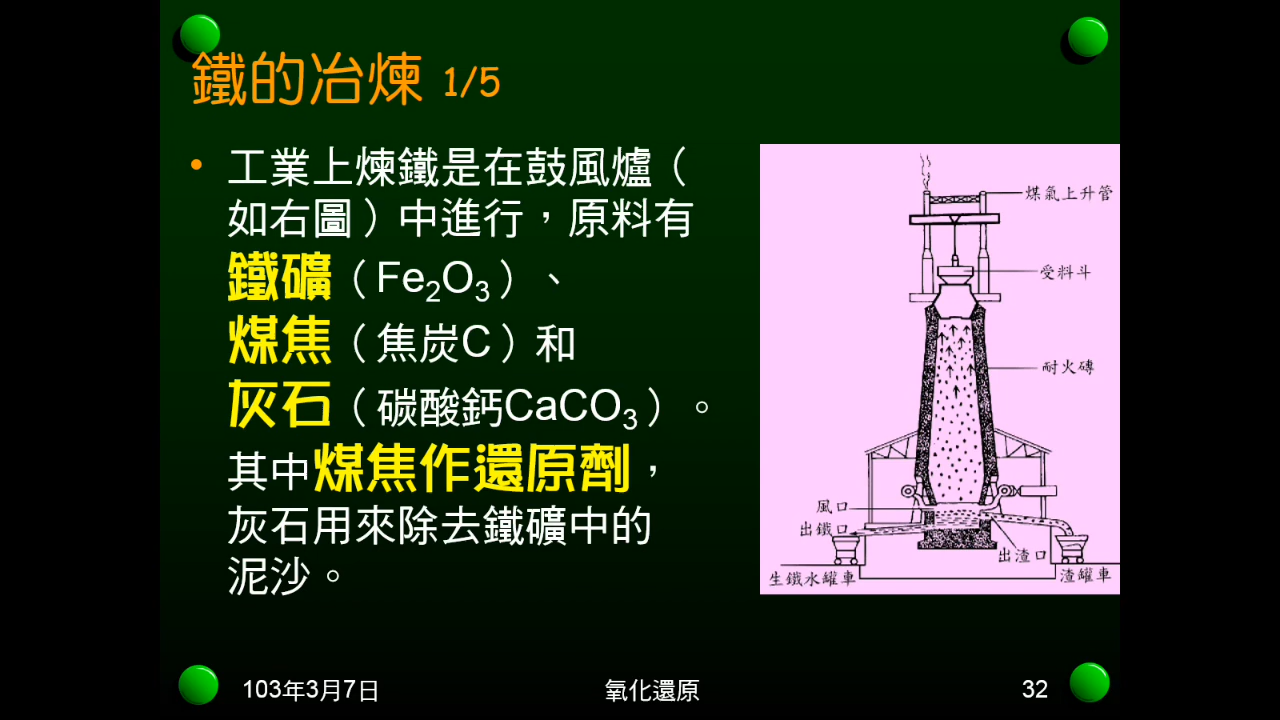 鐵的冶煉 1/5
• 工業上煉鐵是在鼓風爐（
如右圖）中進行，原料有
鐵礦（Fe₂O₃）、
煤焦（焦炭C）和
灰石（碳酸鈣CaCO₃）。
其中煤焦作還原劑，
灰石用來除去鐵礦中的
泥沙。
煤氣上升管
受料斗
耐火磚
風口
出鐵口
出渣口
生鐵水罐車
渣罐車
103年3月7日
氧化還原
32